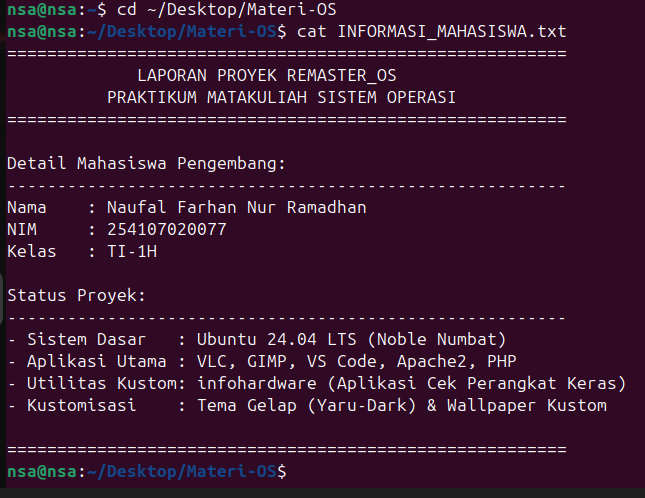 nsa@nsa:~$ cd ~/Desktop/Materi-OS
nsa@nsa:~/Desktop/Materi-OS$ cat INFORMASI_MAHASISWA.txt
========================================================
LAPORAN PROYEK REMASTER_OS
PRAKTIKUM MATAKULIAH SISTEM OPERASI
========================================================
Detail Mahasiswa Pengembang:
--------------------------------------------------------
Nama    : Naufal Farhan Nur Ramadhan
NIM     : 254107020077
Kelas   : TI-1H
Status Proyek:
--------------------------------------------------------
- Sistem Dasar   : Ubuntu 24.04 LTS (Noble Numbat)
- Aplikasi Utama : VLC, GIMP, VS Code, Apache2, PHP
- Utilitas Kustom: infohardware (Aplikasi Cek Perangkat Keras)
- Kustomisasi    : Tema Gelap (Yaru-Dark) & Wallpaper Kustom
========================================================
nsa@nsa:~/Desktop/Materi-OS$